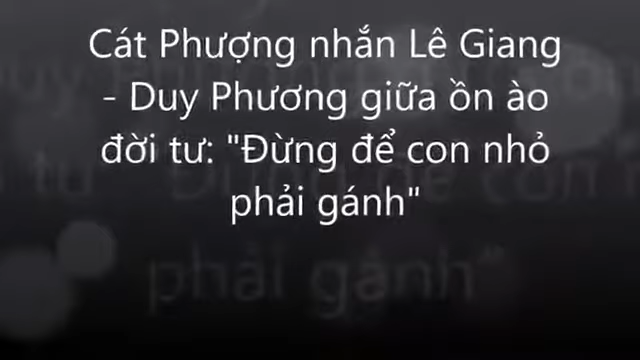 Cát Phượng nhắn Lê Giang
- Duy Phương giữa ồn ào
đời tư: "Đừng để con nhỏ
phải gánh"